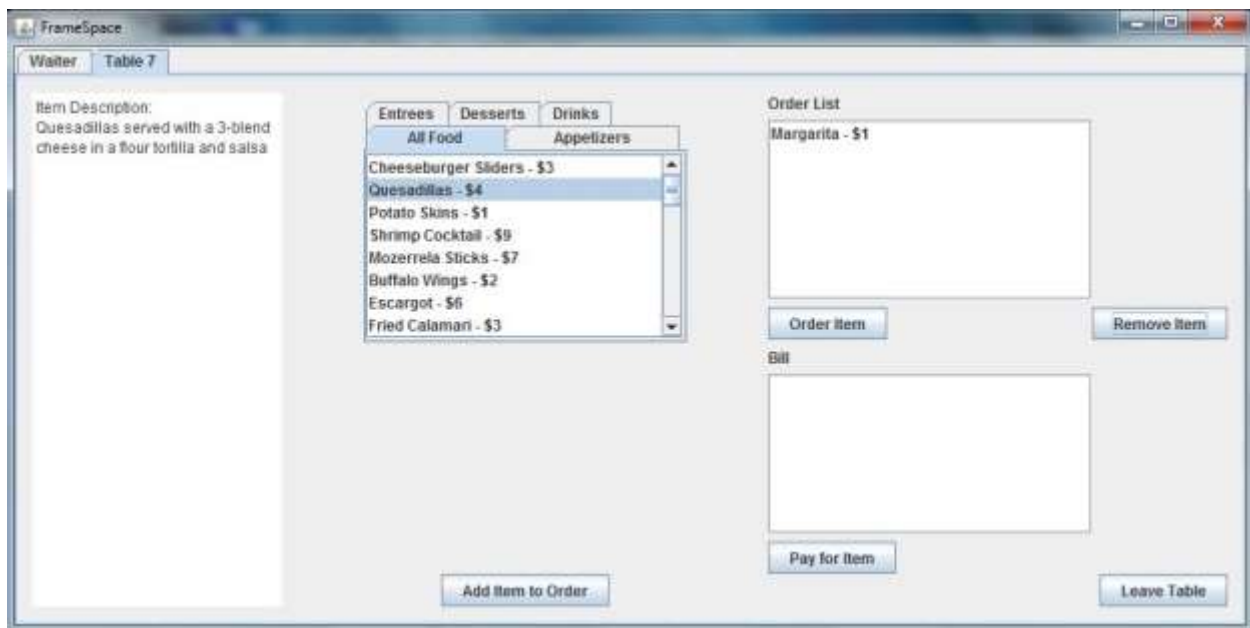 FrameSpace
Waiter
Table 7
Item Description:
Quesadillas served with a 3-blend
cheese in a flour tortilla and salsa
Entrees
Desserts
Drinks
All Food
Appetizers
Cheeseburger Sliders - $3
Quesadillas - $4
Potato Skins - $1
Shrimp Cocktail - $9
Mozerrela Sticks - $7
Buffalo Wings - $2
Escargot - $6
Fried Calamari - $3
Add Item to Order
Order List
Margarita - $1
Order Item
Remove Item
Bill
Pay for Item
Leave Table